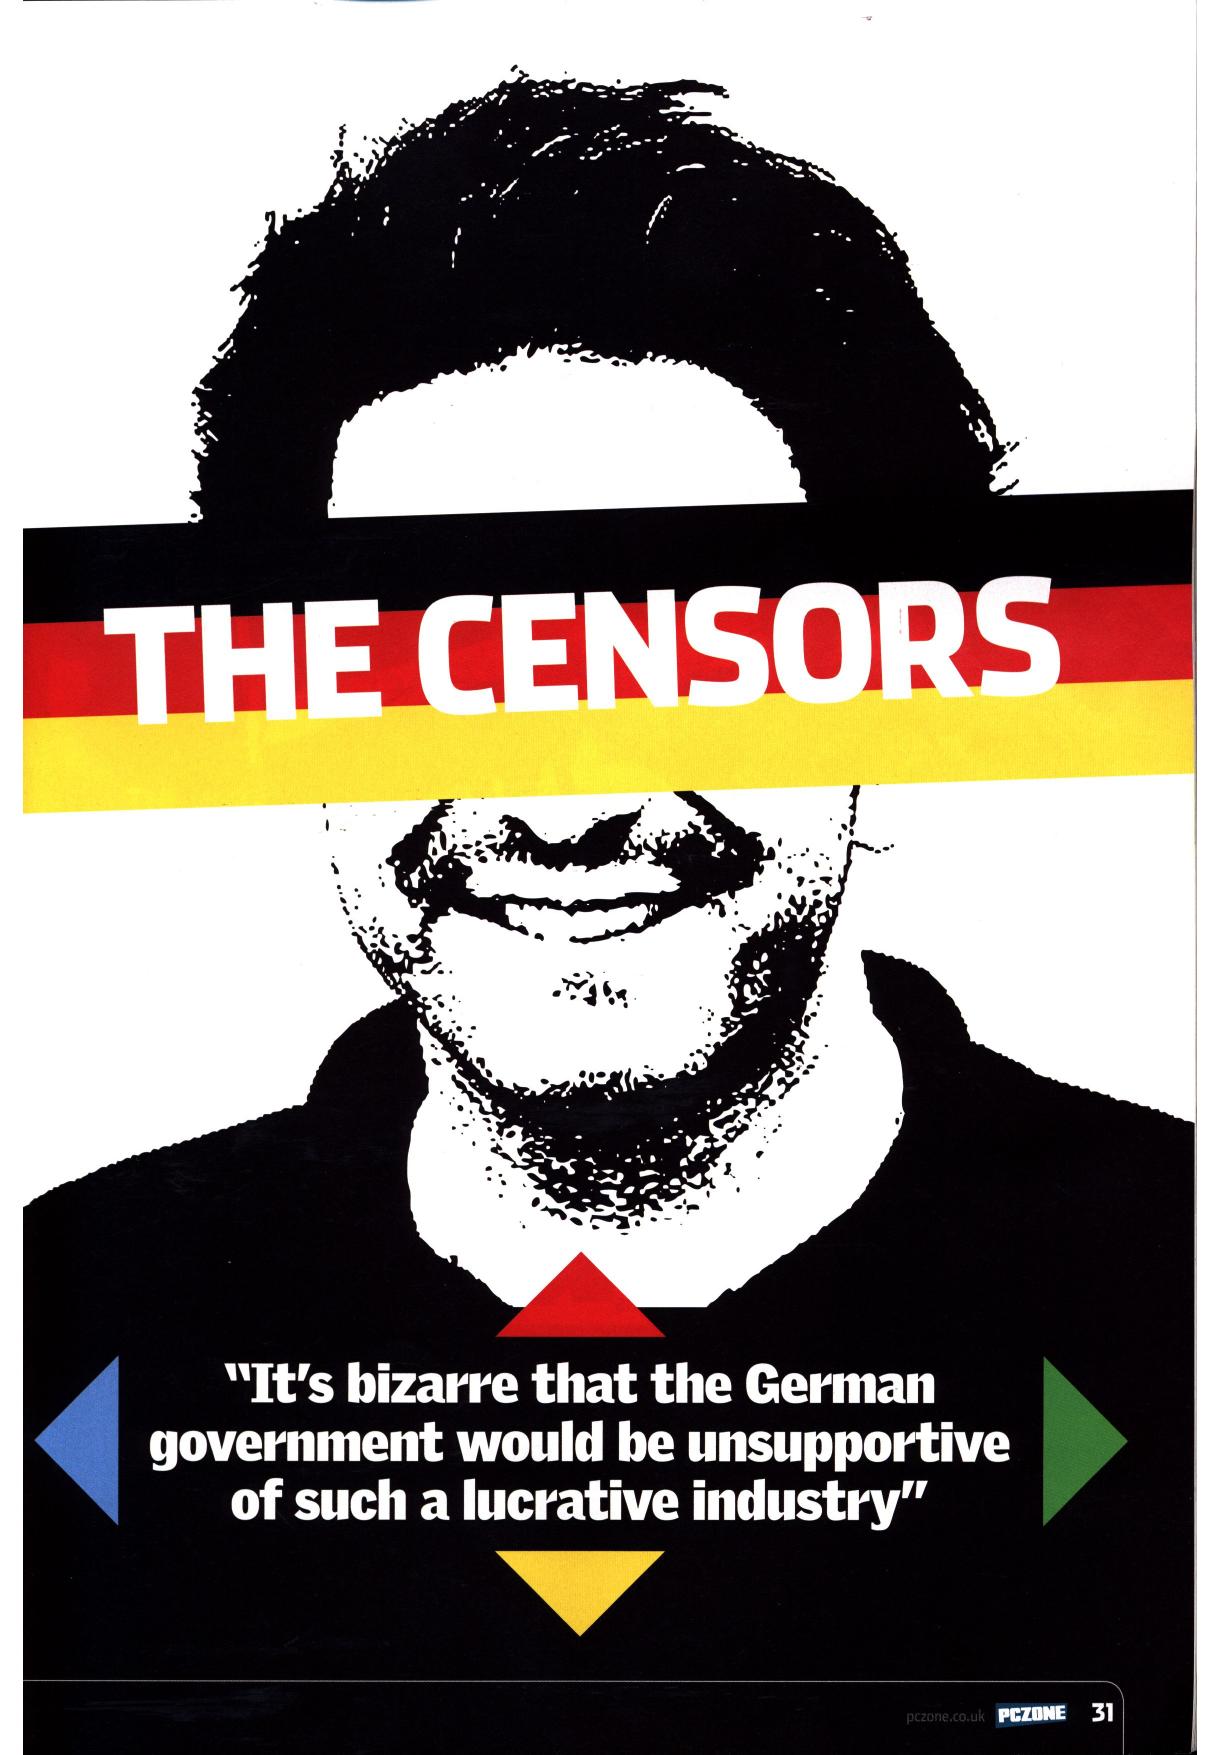 THE CENSORS
“It’s bizarre that the German
government would be unsupportive
of such a lucrative industry”
pczone.co.uk PCZONE 31